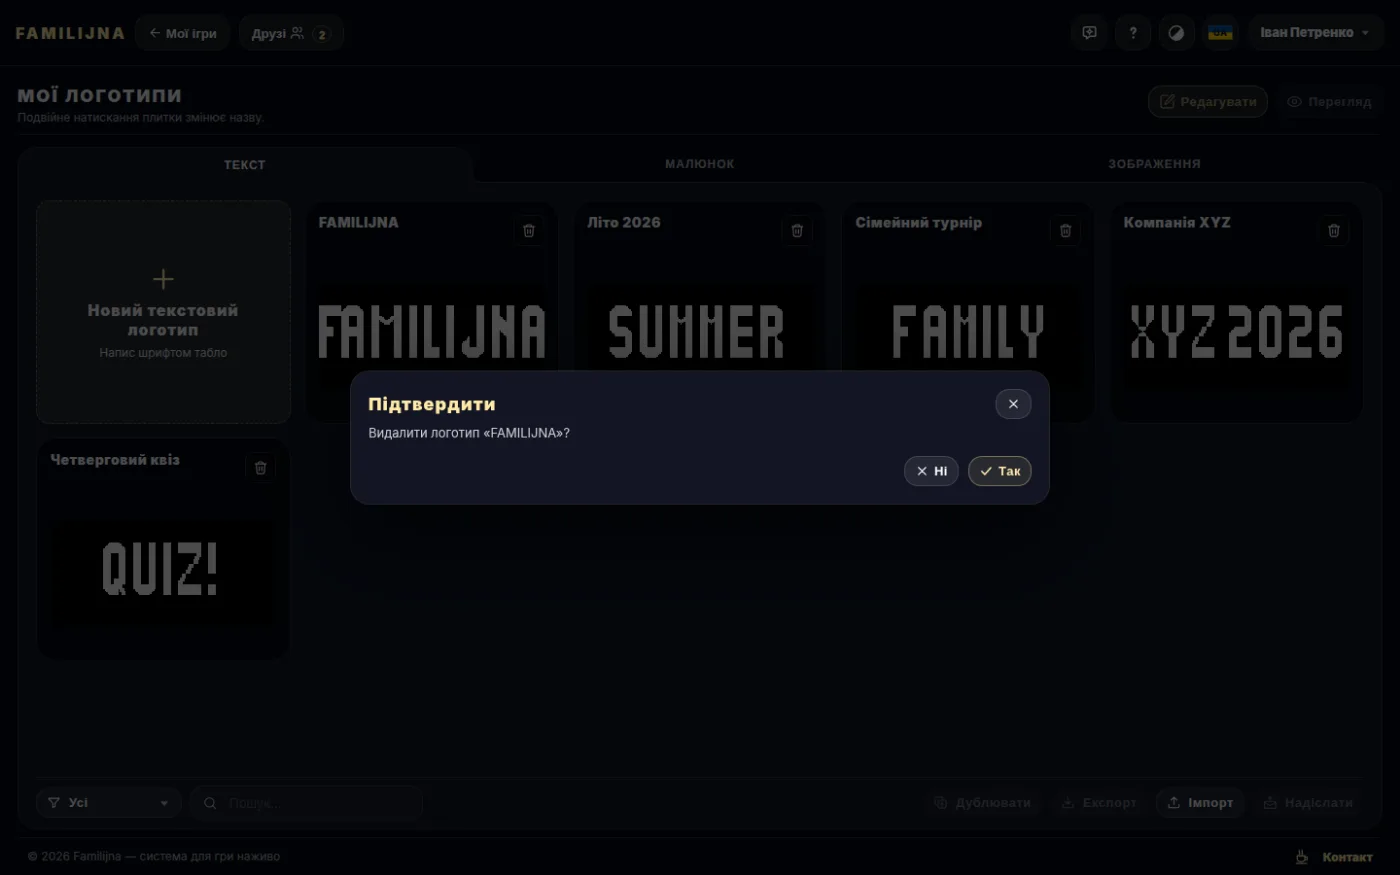 FAMILIJNA
Мої ігри
Друзі
2
?
UA
Іван Петренко
МОЇ ЛОГОТИПИ
Подвійне натискання плитки змінює назву.
Редагувати
Перегляд
ТЕКСТ
МАЛЮНОК
ЗОБРАЖЕННЯ
Новий текстовий
логотип
Напис шрифтом табло
FAMILIJNA
FAMILIJNA
Літо 2026
SUMMER
Сімейний турнір
FAMILY
Компанія XYZ
XYZ 2026
Підтвердити
Видалити логотип «FAMILIJNA»?
Ні
Так
Четверговий квіз
QUIZ!
Усі
Пошук...
Дублювати
Експорт
Імпорт
Надіслати
© 2026 Familijna — система для гри наживо
Контакт